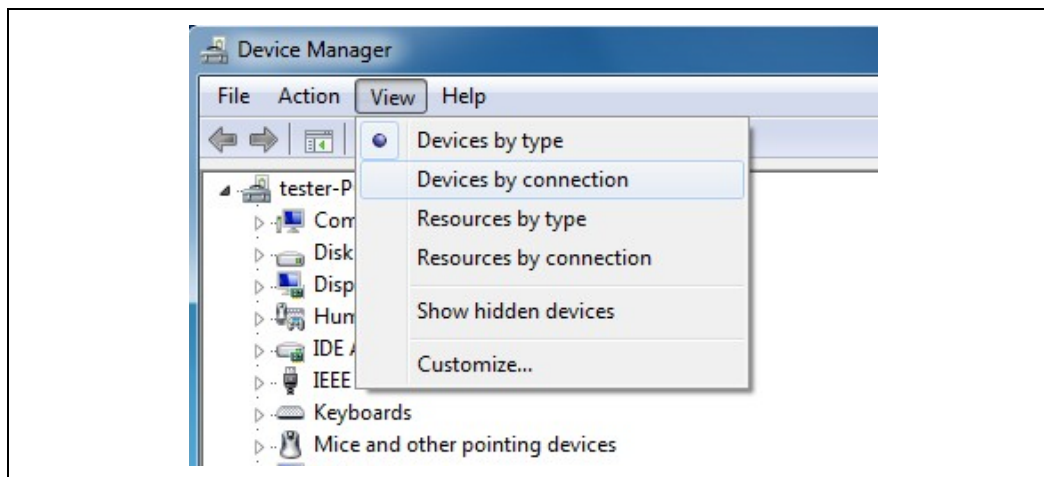 Device Manager
File Action View Help
Devices by type
Devices by connection
Resources by type
Resources by connection
Show hidden devices
Customize...
tester-P
Com
Disk
Disp
Hum
IDE A
IEEE
Keyboards
Mice and other pointing devices